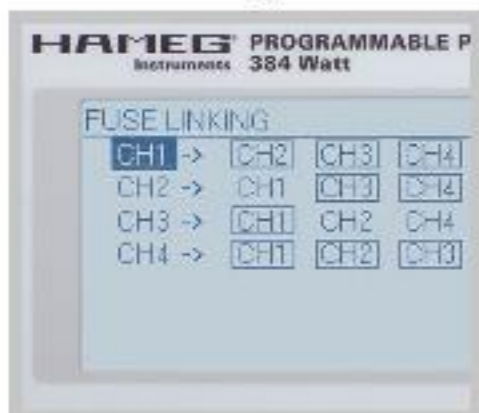 HAMEG® PROGRAMMABLE P
Instruments 384 Watt
FUSE LINKING
CH1 -> CH2 CH3 CH4
CH2 -> CH1 CH3 CH4
CH3 -> CH1 CH2 CH4
CH4 -> CH1 CH2 CH3